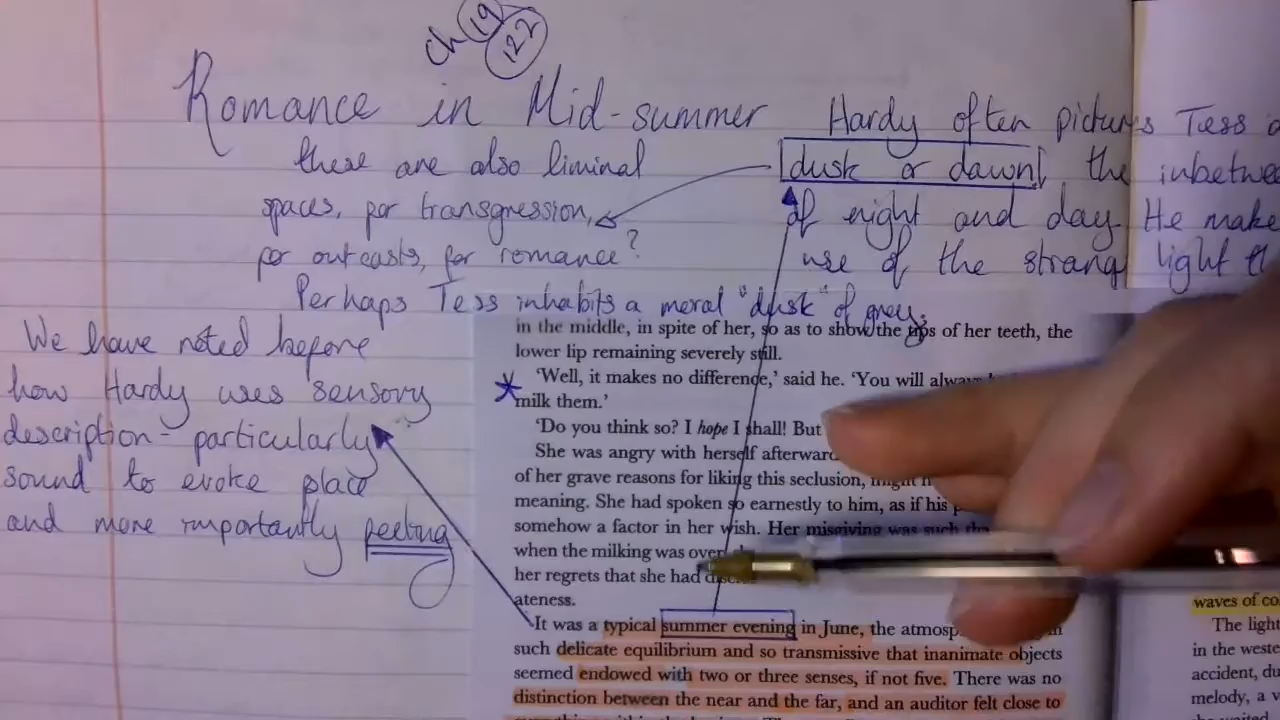 ch 19
122
Romance in Mid-summer
Hardy often pictures Tess
dusk or dawn, the
of night and day. He
use of the light
these are also liminal
spaces, for transgression,
for outcasts, for romance?
Perhaps Tess inhabits a moral "dusk" of grey.
We have noted before
how Hardy uses sensory
description - particularly
sound to evoke place
and more importantly feeling
in the middle, in spite of her, so as to show the tips of her teeth, the
lower lip remaining severely still.
‘Well, it makes no difference,’ said he. ‘You will
milk them.’
‘Do you think so? I hope I shall! But
She was angry with herself
of her grave reasons for liking this seclusion,
meaning. She had spoken so earnestly to him, as if his
somehow a factor in her wish. Her misgiving was such
when the milking was over
her regrets that she had
ateness.
It was a typical summer evening in June, the
such delicate equilibrium and so transmissive that inanimate objects
seemed endowed with two or three senses, if not five. There was no
distinction between the near and the far, and an auditor felt close to
waves of
The light
in the
accident,
melody, a